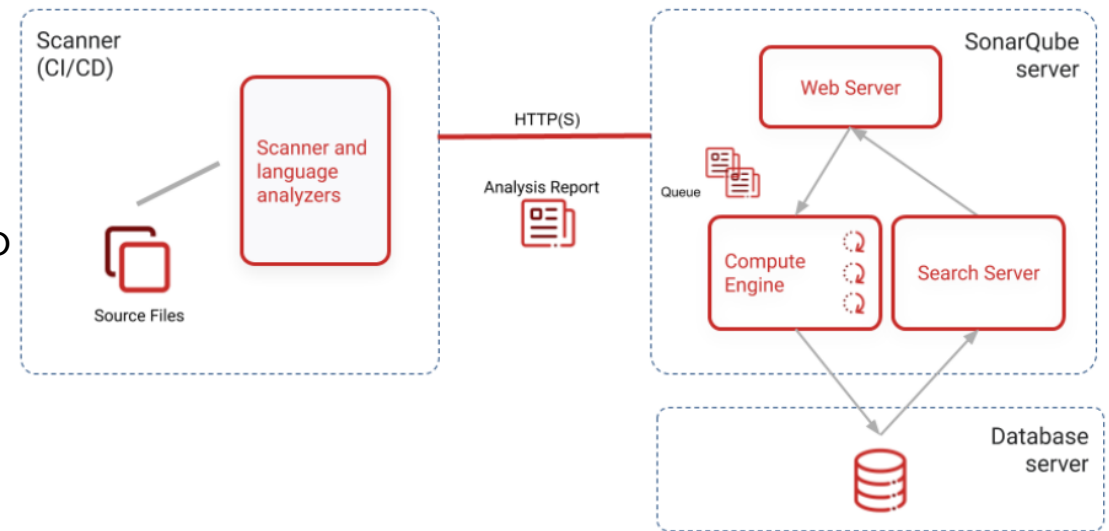 Scanner
(CI/CD)
Scanner and
language
analyzers
Source Files
HTTP(S)
Analysis Report
SonarQube
server
Web Server
Queue
Compute
Engine
Search Server
Database
server